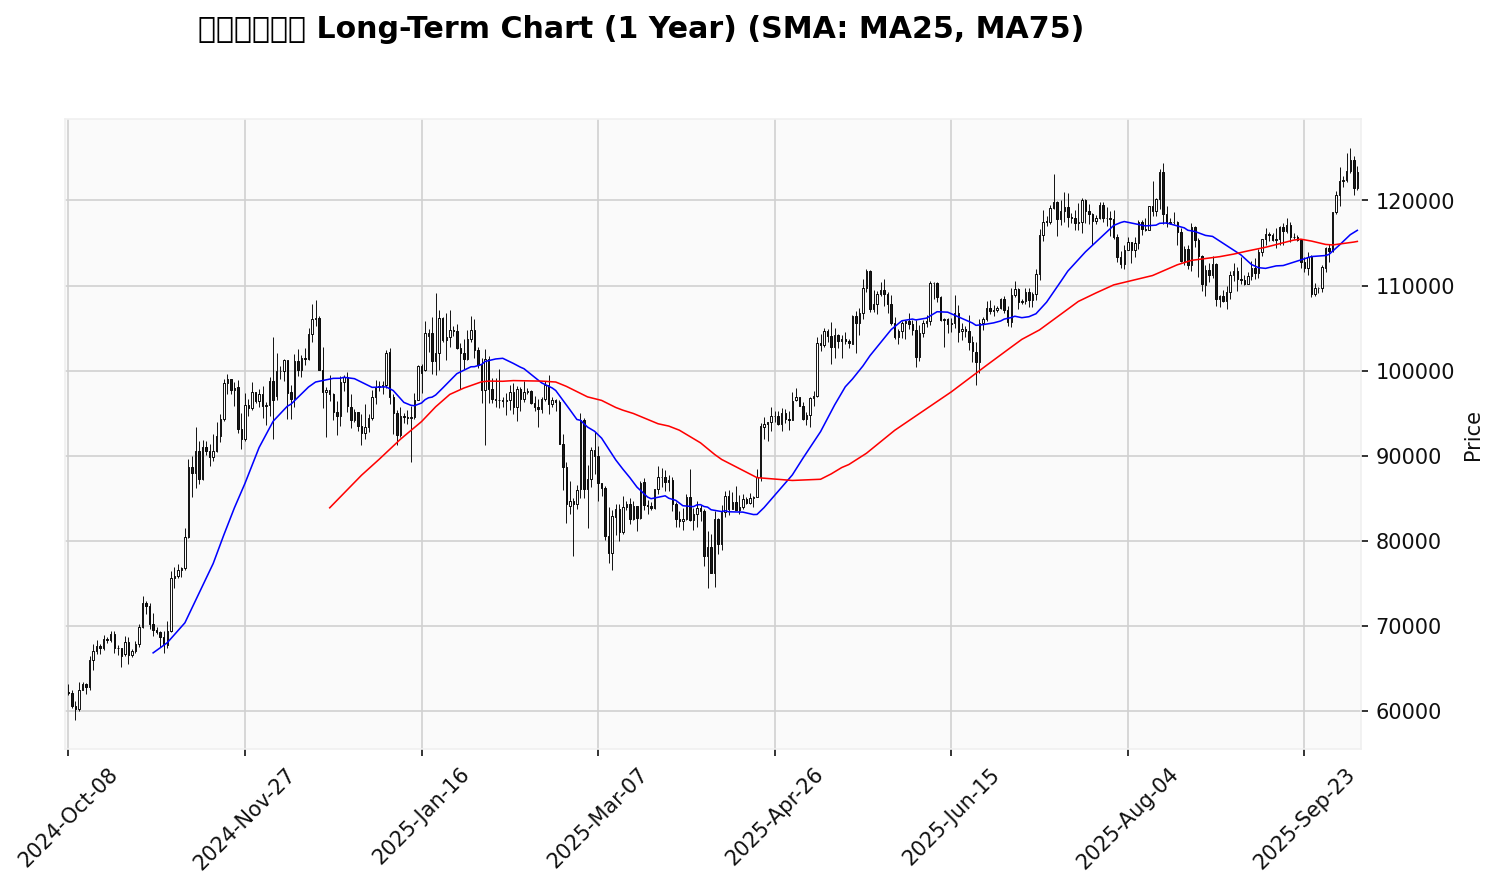 Long-Term Chart (1 Year) (SMA: MA25, MA75)
120000
110000
100000
90000
80000
70000
60000
Price
2024-Oct-08
2024-Nov-27
2025-Jan-16
2025-Mar-07
2025-Apr-26
2025-Jun-15
2025-Aug-04
2025-Sep-23